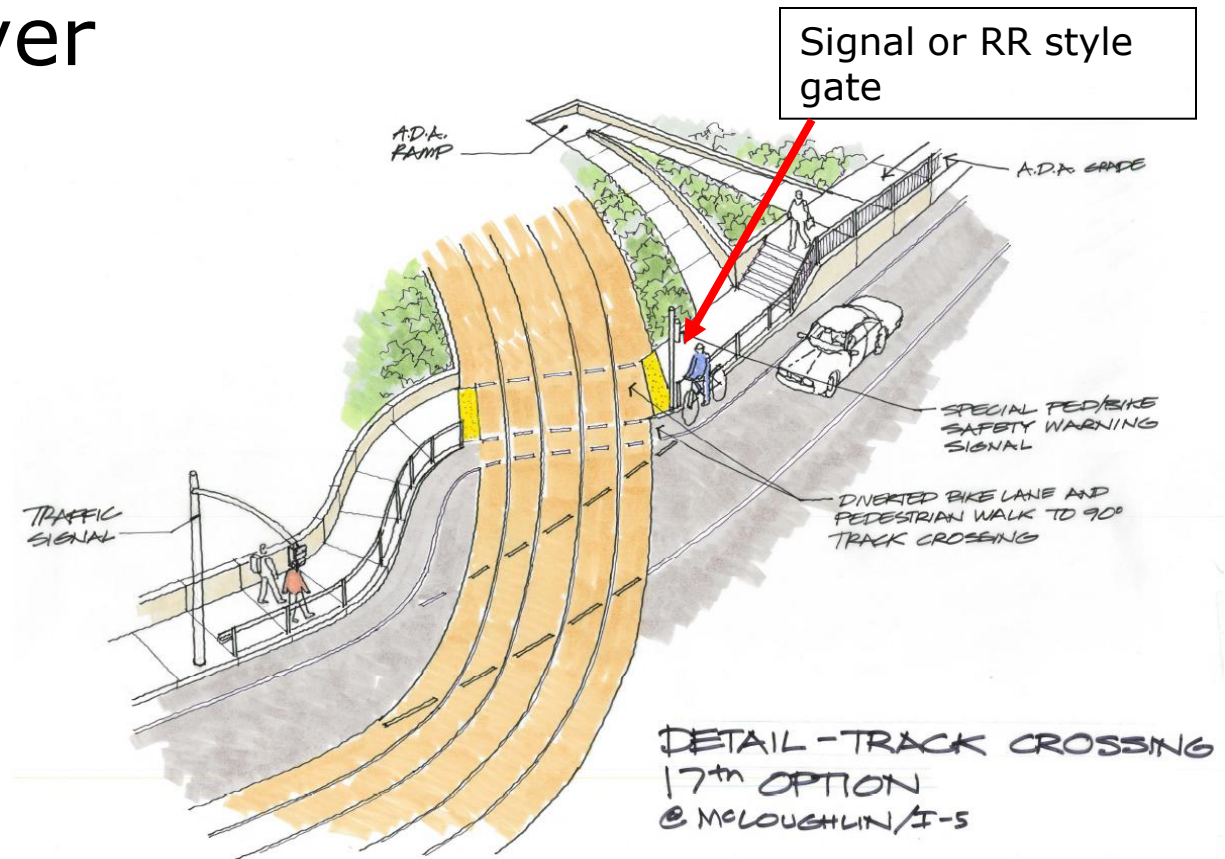 ver
Signal or RR style
gate
A.D.A.
RAMP
A.D.A. GRADE
SPECIAL PED/BIKE
SAFETY WARNING
SIGNAL
DIVERTED BIKE LANE AND
PEDESTRIAN WALK TO 90°
TRACK CROSSING
TRAFFIC
SIGNAL
DETAIL - TRACK CROSSING
17th OPTION
@ McLOUGHLIN/I-5